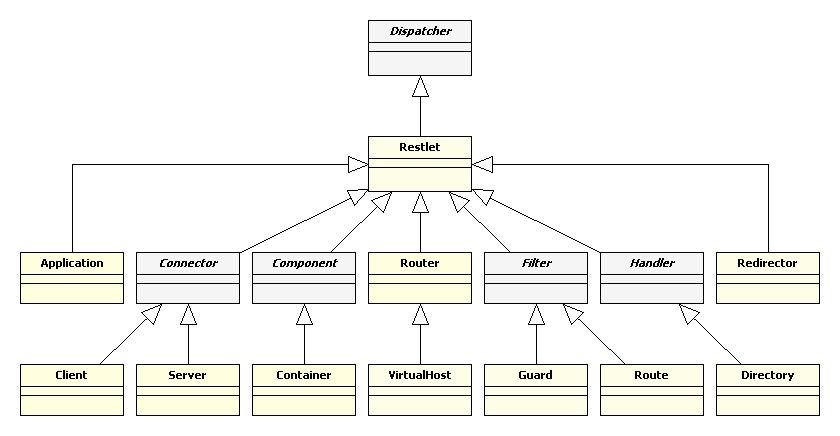 Dispatcher
Restlet
Application
Connector
Component
Router
Filter
Handler
Redirector
Client
Server
Container
VirtualHost
Guard
Route
Directory